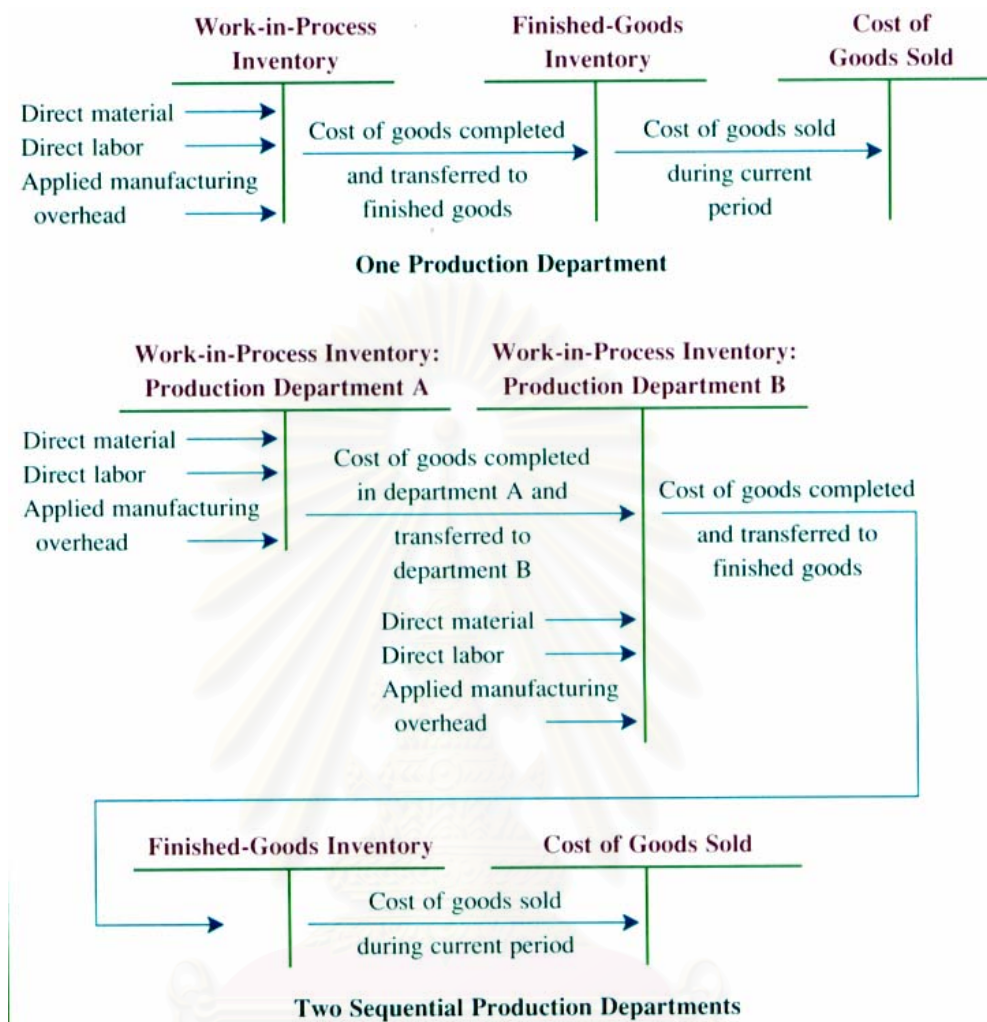 Work-in-Process
Inventory
Finished-Goods
Inventory
Cost of
Goods Sold
Direct material
Direct labor
Applied manufacturing
overhead
Cost of goods completed
and transferred to
finished goods
Cost of goods sold
during current
period
One Production Department
Work-in-Process Inventory:
Production Department A
Work-in-Process Inventory:
Production Department B
Direct material
Direct labor
Applied manufacturing
overhead
Cost of goods completed
in department A and
transferred to
department B
Cost of goods completed
and transferred to
finished goods
Direct material
Direct labor
Applied manufacturing
overhead
Finished-Goods Inventory
Cost of Goods Sold
Cost of goods sold
during current period
Two Sequential Production Departments